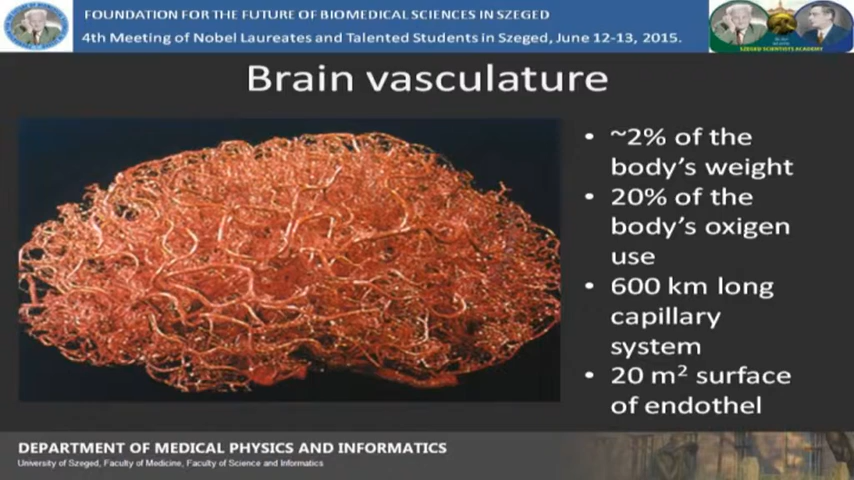 FOUNDATION FOR THE FUTURE OF BIOMEDICAL SCIENCES IN SZEGED
4th Meeting of Nobel Laureates and Talented Students in Szeged, June 12-13, 2015.
SZEGED SCIENTISTS ACADEMY
Brain vasculature
• ~2% of the
body's weight
• 20% of the
body's oxigen
use
• 600 km long
capillary
system
• 20 m² surface
of endothel
DEPARTMENT OF MEDICAL PHYSICS AND INFORMATICS
University of Szeged, Faculty of Medicine, Faculty of Science and Informatics